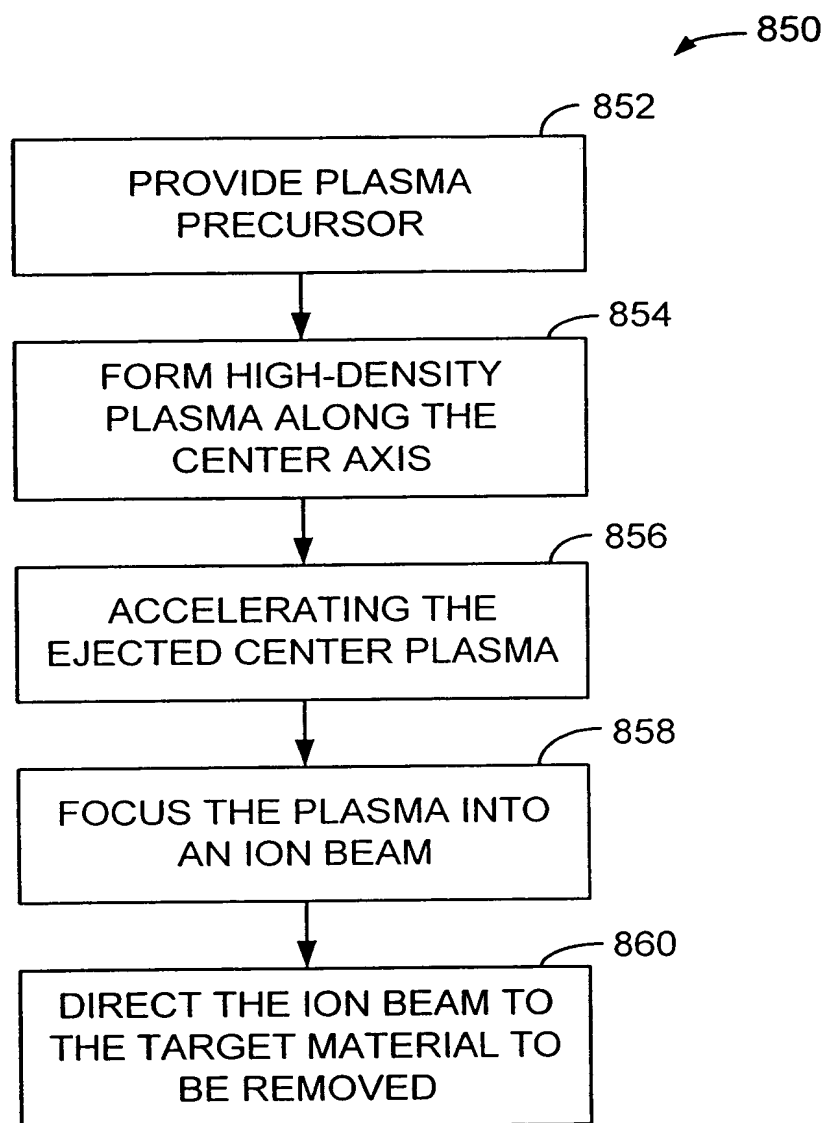 850
852
PROVIDE PLASMA
PRECURSOR
854
FORM HIGH-DENSITY
PLASMA ALONG THE
CENTER AXIS
856
ACCELERATING THE
EJECTED CENTER PLASMA
858
FOCUS THE PLASMA INTO
AN ION BEAM
860
DIRECT THE ION BEAM TO
THE TARGET MATERIAL TO
BE REMOVED